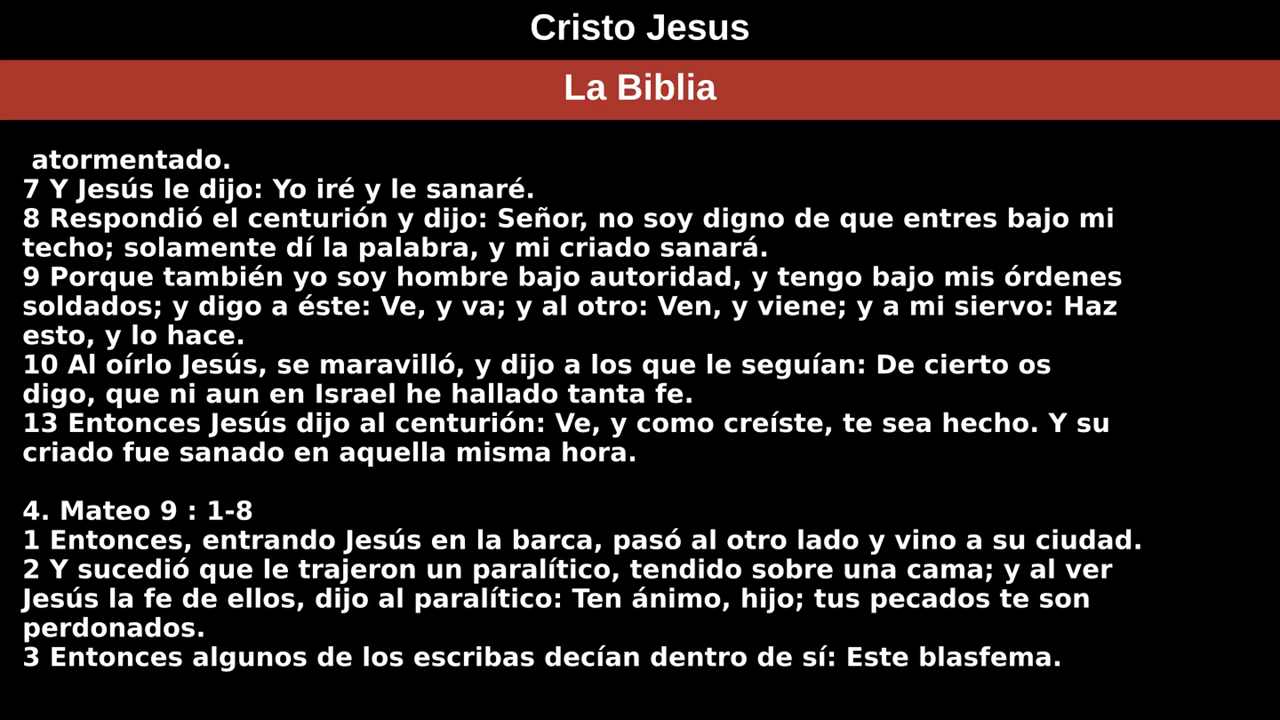 Cristo Jesus
La Biblia
atormentado.
7 Y Jesús le dijo: Yo iré y le sanaré.
8 Respondió el centurión y dijo: Señor, no soy digno de que entres bajo mi
techo; solamente dí la palabra, y mi criado sanará.
9 Porque también yo soy hombre bajo autoridad, y tengo bajo mis órdenes
soldados; y digo a éste: Ve, y va; y al otro: Ven, y viene; y a mi siervo: Haz
esto, y lo hace.
10 Al oírlo Jesús, se maravilló, y dijo a los que le seguían: De cierto os
digo, que ni aun en Israel he hallado tanta fe.
13 Entonces Jesús dijo al centurión: Ve, y como creíste, te sea hecho. Y su
criado fue sanado en aquella misma hora.
4. Mateo 9 : 1-8
1 Entonces, entrando Jesús en la barca, pasó al otro lado y vino a su ciudad.
2 Y sucedió que le trajeron un paralítico, tendido sobre una cama; y al ver
Jesús la fe de ellos, dijo al paralítico: Ten ánimo, hijo; tus pecados te son
perdonados.
3 Entonces algunos de los escribas decían dentro de sí: Este blasfema.